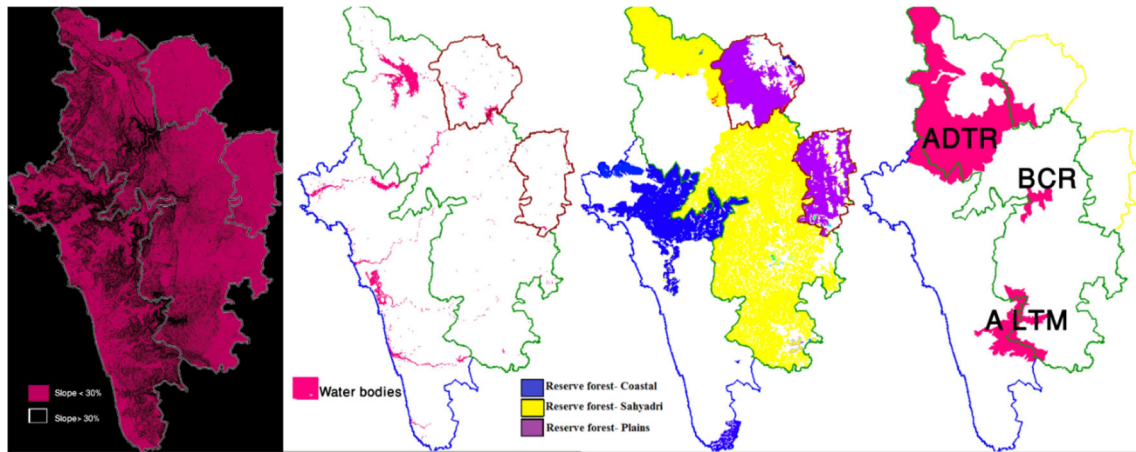 Slope < 30%
Slope> 30%
Water bodies
Reserve forest- Coastal
Reserve forest- Sahyadri
Reserve forest- Plains
ADTR
BCR
A LTM